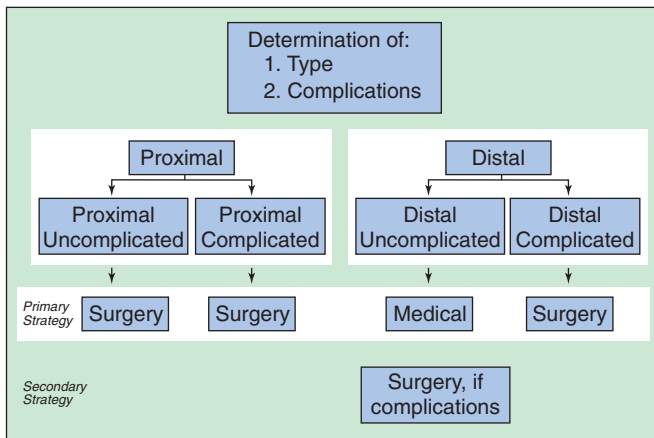 Determination of:
1. Type
2. Complications
Proximal
Distal
Proximal
Uncomplicated
Proximal
Complicated
Distal
Uncomplicated
Distal
Complicated
Primary
Strategy
Surgery
Surgery
Medical
Surgery
Secondary
Strategy
Surgery, if
complications